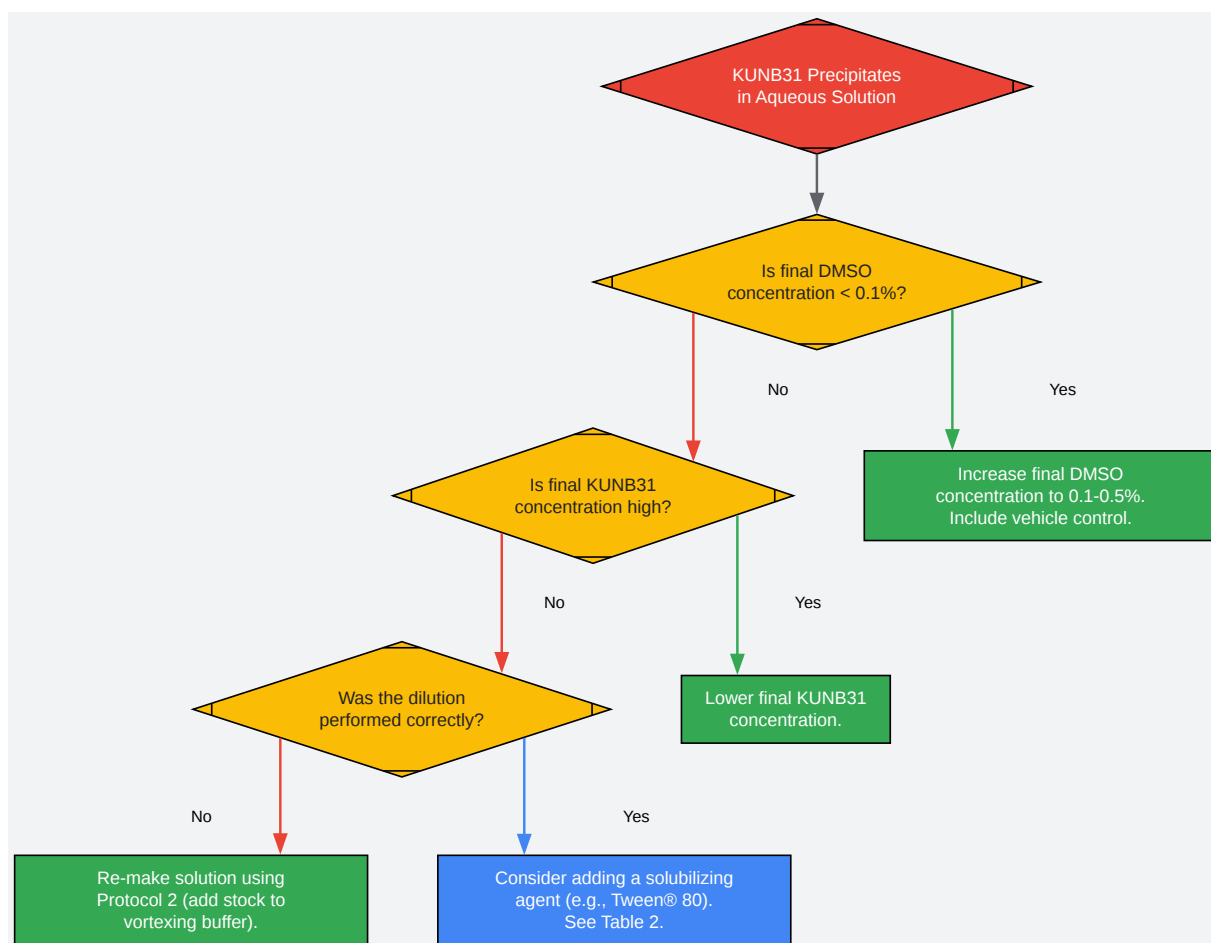 KUNB31 Precipitates
in Aqueous Solution
Is final DMSO
concentration < 0.1%?
No
Yes
Increase final DMSO
concentration to 0.1-0.5%.
Include vehicle control.
Is final KUNB31
concentration high?
No
Yes
Lower final KUNB31
concentration.
Was the dilution
performed correctly?
No
Yes
Re-make solution using
Protocol 2 (add stock to
vortexing buffer).
Consider adding a solubilizing
agent (e.g., Tween® 80).
See Table 2.